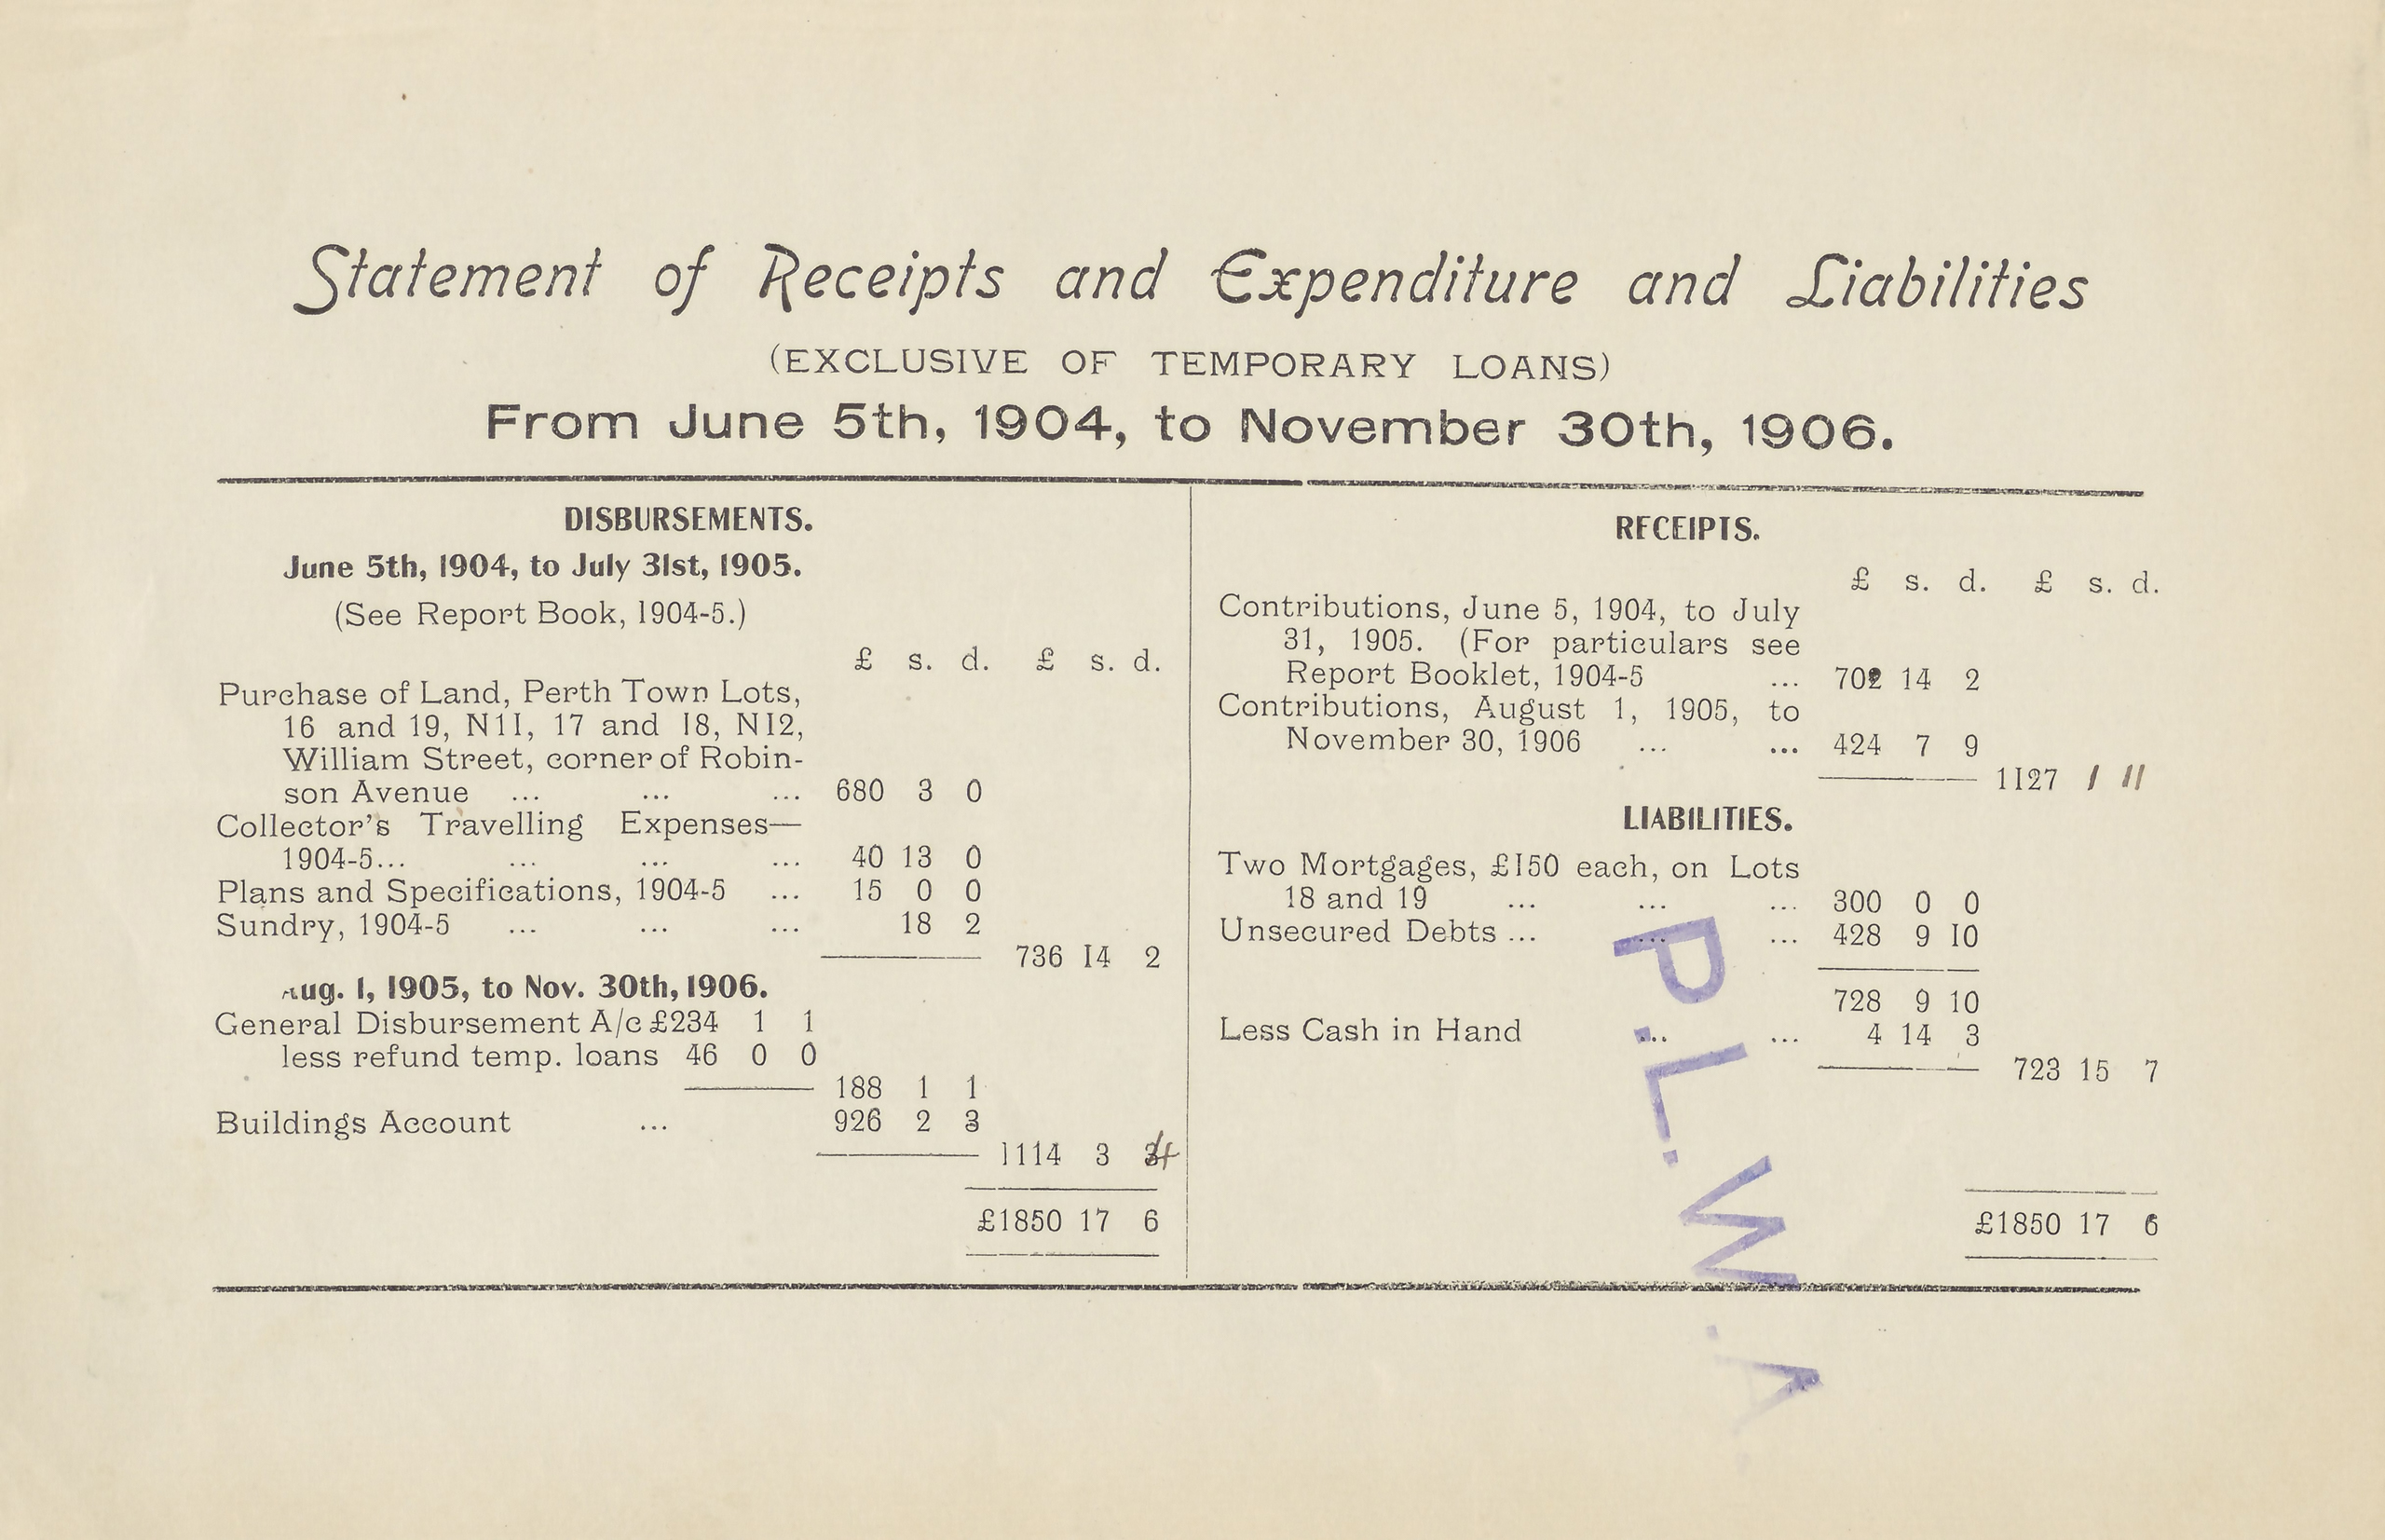 Statement of Receipts and Expenditure and Liabilities
(EXCLUSIVE OF TEMPORARY LOANS)
From June 5th, 1904, to November 30th, 1906.
DISBURSEMENTS.
June 5th, 1904, to July 31st, 1905.
(See Report Book, 1904-5.)
£ s. d. £ s. d.
Purchase of Land, Perth Town Lots,
16 and 19, N11, 17 and 18, N12,
William Street, corner of Robin-
son Avenue ... ... ... 680 3 0
Collector's Travelling Expenses—
1904-5... ... ... ... 40 13 0
Plans and Specifications, 1904-5 ... 15 0 0
Sundry, 1904-5 ... ... ... 18 2
736 14 2
Aug. 1, 1905, to Nov. 30th, 1906.
General Disbursement A/c £234 1 1
less refund temp. loans 46 0 0
188 1 1
Buildings Account ... 926 2 3
1114 3 4
£1850 17 6
RECEIPTS.
£ s. d. £ s. d.
Contributions, June 5, 1904, to July
31, 1905. (For particulars see
Report Booklet, 1904-5 ... 702 14 2
Contributions, August 1, 1905, to
November 30, 1906 ... ... 424 7 9
1127 1 11
LIABILITIES.
Two Mortgages, £150 each, on Lots
18 and 19 ... ... ... 300 0 0
Unsecured Debts ... ... ... 428 9 10
728 9 10
Less Cash in Hand ... ... 4 14 3
723 15 7
£1850 17 6
P.L.W.A